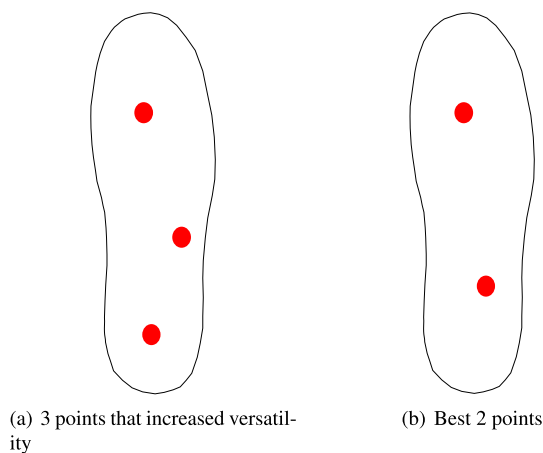 (a) 3 points that increased versatil-
ity
(b) Best 2 points